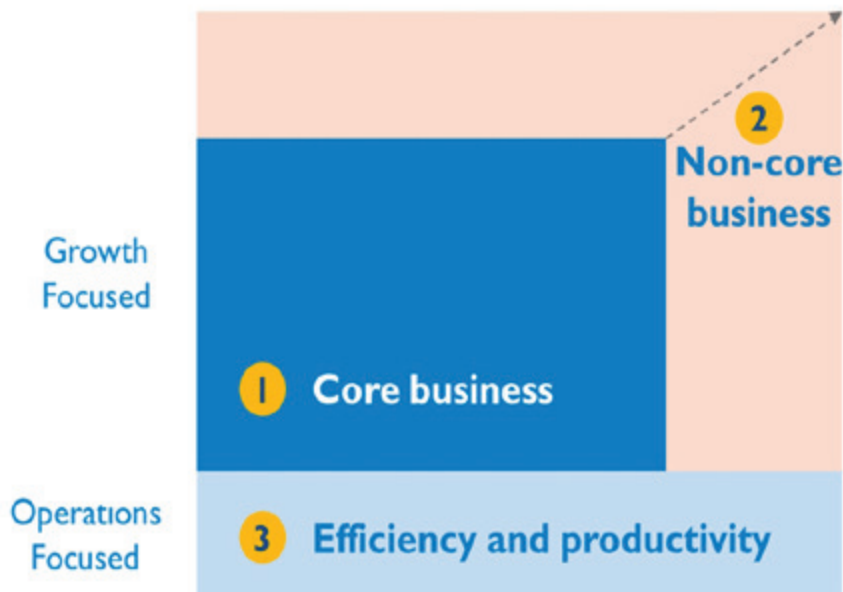 2
Non-core
business
Growth
Focused
1 Core business
Operations
Focused
3 Efficiency and productivity